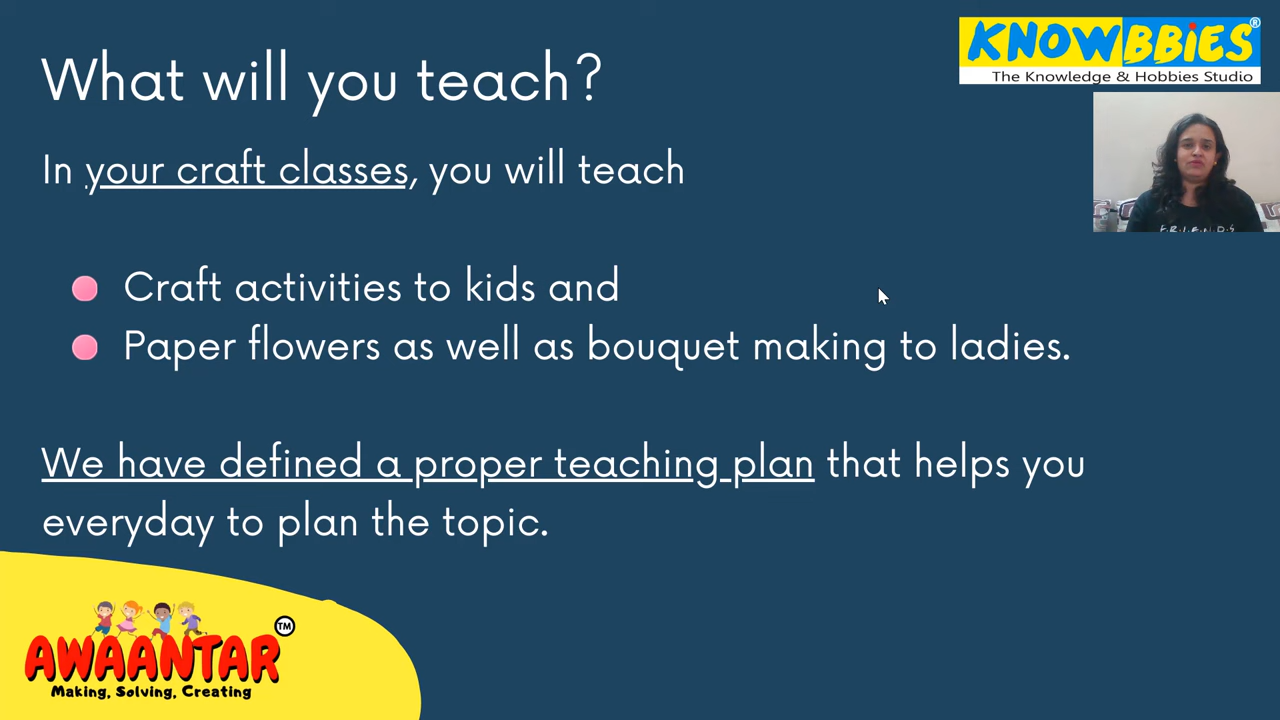 What will you teach?
KNOWBBiES®
The Knowledge & Hobbies Studio
In your craft classes, you will teach
F.R.I.E.N.D.S
Craft activities to kids and
Paper flowers as well as bouquet making to ladies.
We have defined a proper teaching plan that helps you
everyday to plan the topic.
TM
AWAANTAR
Making, Solving, Creating